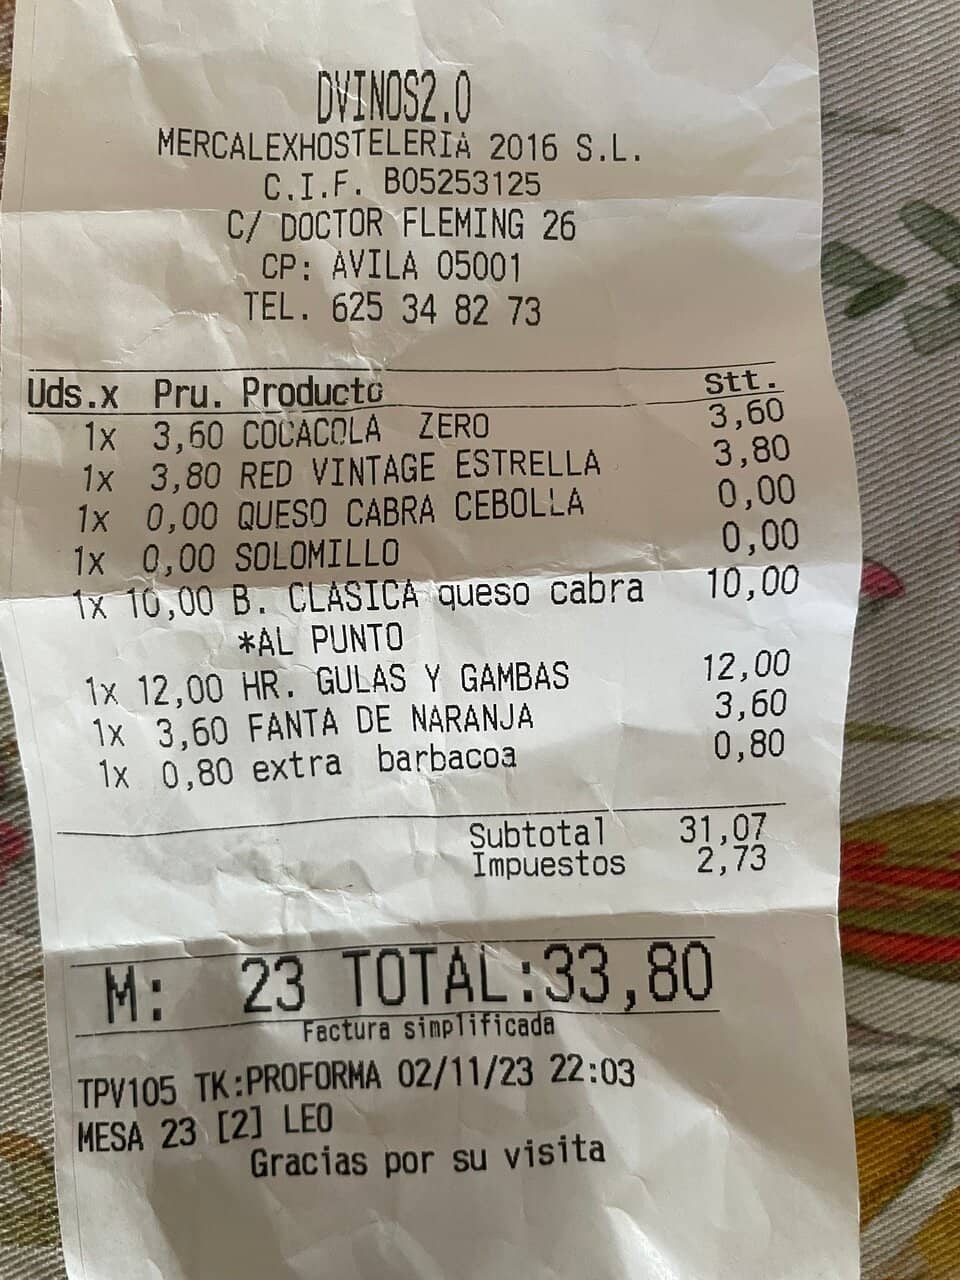 DVINOS2.0
MERCALEXHOSTELERIA 2016 S.L.
C.I.F. B05253125
C/ DOCTOR FLEMING 26
CP: AVILA 05001
TEL. 625 34 82 73
Uds.x Pru. Producto Stt.
1x 3,60 COCACOLA ZERO 3,60
1x 3,80 RED VINTAGE ESTRELLA 3,80
1x 0,00 QUESO CABRA CEBOLLA 0,00
1x 0,00 SOLOMILLO 0,00
1x 10,00 B. CLASICA queso cabra 10,00
*AL PUNTO
1x 12,00 HR. GULAS Y GAMBAS 12,00
1x 3,60 FANTA DE NARANJA 3,60
1x 0,80 extra barbacoa 0,80
Subtotal 31,07
Impuestos 2,73
M: 23 TOTAL:33,80
Factura simplificada
TPV105 TK:PROFORMA 02/11/23 22:03
MESA 23 [2] LEO
Gracias por su visita